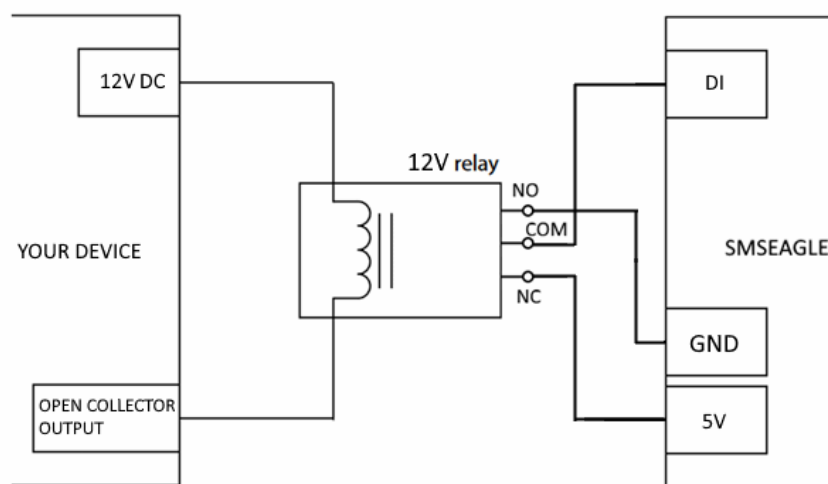 12V DC
DI
12V relay
NO
COM
YOUR DEVICE
SMSEAGLE
NC
GND
OPEN COLLECTOR
OUTPUT
5V